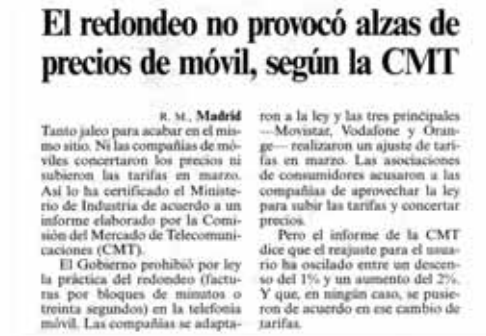 El redondeo no provocó alzas de
precios de móvil, según la CMT
R. M., Madrid
Tanto jaleo para acabar en el mis-
mo sitio. Ni las compañías de mó-
viles concertaron los precios ni
subieron las tarifas en marzo.
Así lo ha certificado el Ministe-
rio de Industria de acuerdo a un
informe elaborado por la Comi-
sión del Mercado de Telecomuni-
caciones (CMT).
El Gobierno prohibió por ley
la práctica del redondeo (factu-
ras por bloques de minutos o
treinta segundos) en la telefonía
móvil. Las compañías se adapta-
ron a la ley y las tres principales
—Movistar, Vodafone y Oran-
ge— realizaron un ajuste de tari-
fas en marzo. Las asociaciones
de consumidores acusaron a las
compañías de aprovechar la ley
para subir las tarifas y concertar
precios.
Pero el informe de la CMT
dice que el reajuste para el usua-
rio ha oscilado entre un descen-
so del 1% y un aumento del 2%.
Y que, en ningún caso, se pusie-
ron de acuerdo en ese cambio de
tarifas.